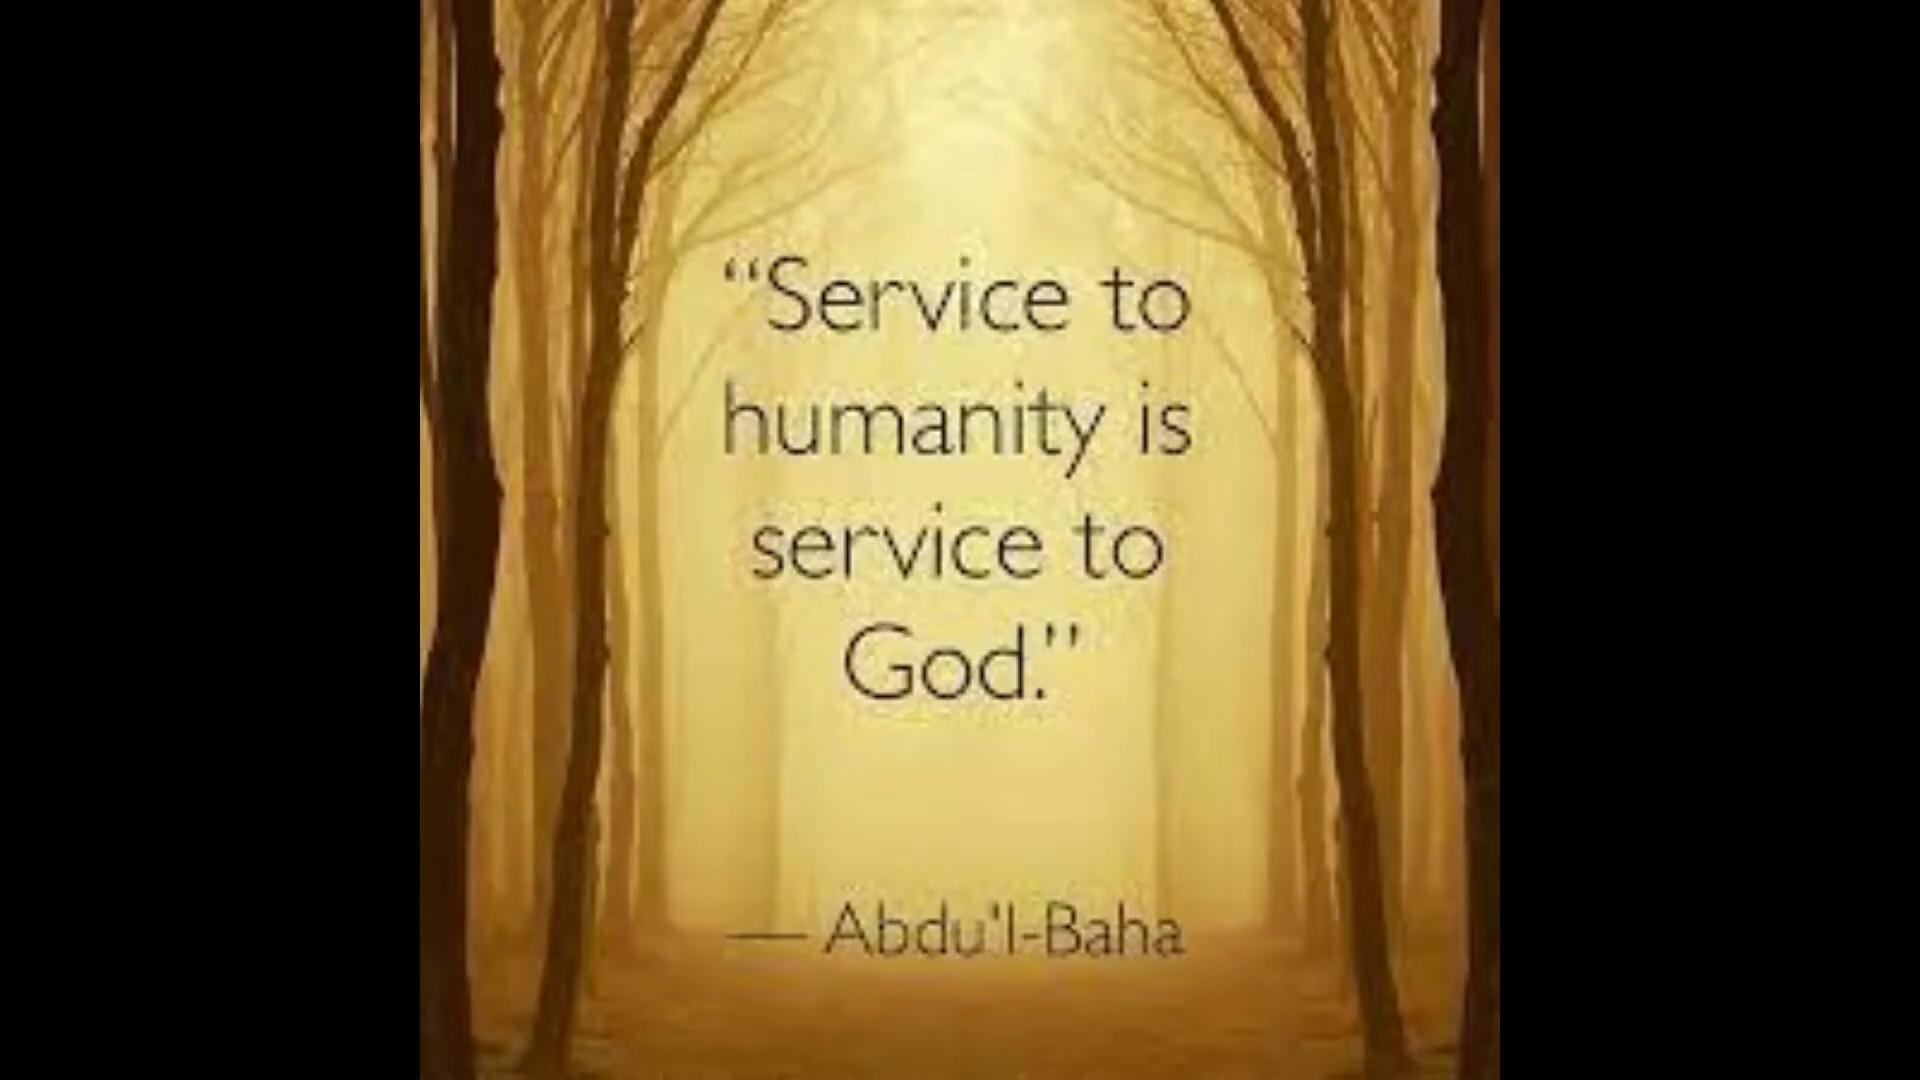 “Service to
humanity is
service to
God.”
— Abdu'l-Baha